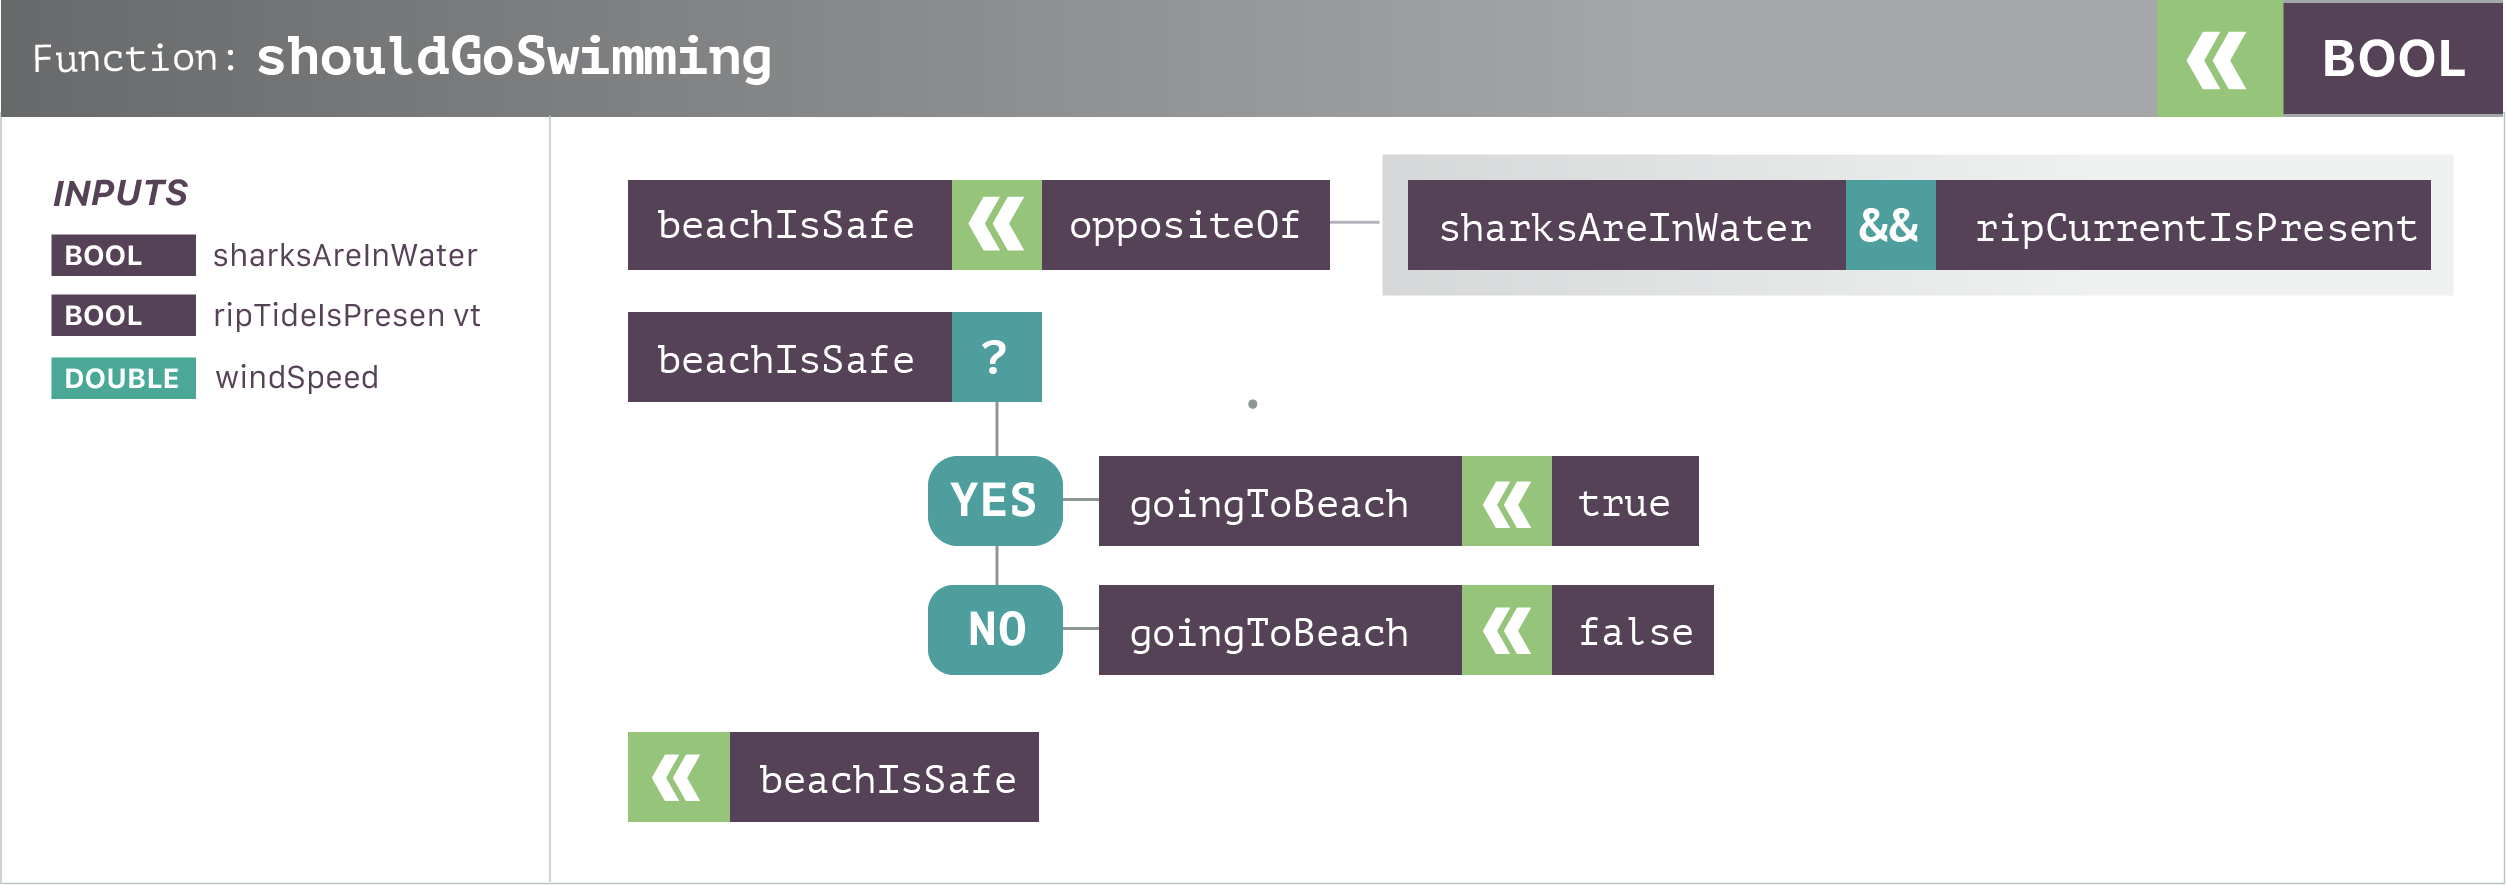 Function: shouldGoSwimming « BOOL
INPUTS
BOOL sharksAreInWater
BOOL ripTideIsPresen vt
DOUBLE windSpeed
beachIsSafe « oppositeOf sharksAreInWater && ripCurrentIsPresent
beachIsSafe ?
YES goingToBeach « true
NO goingToBeach « false
« beachIsSafe